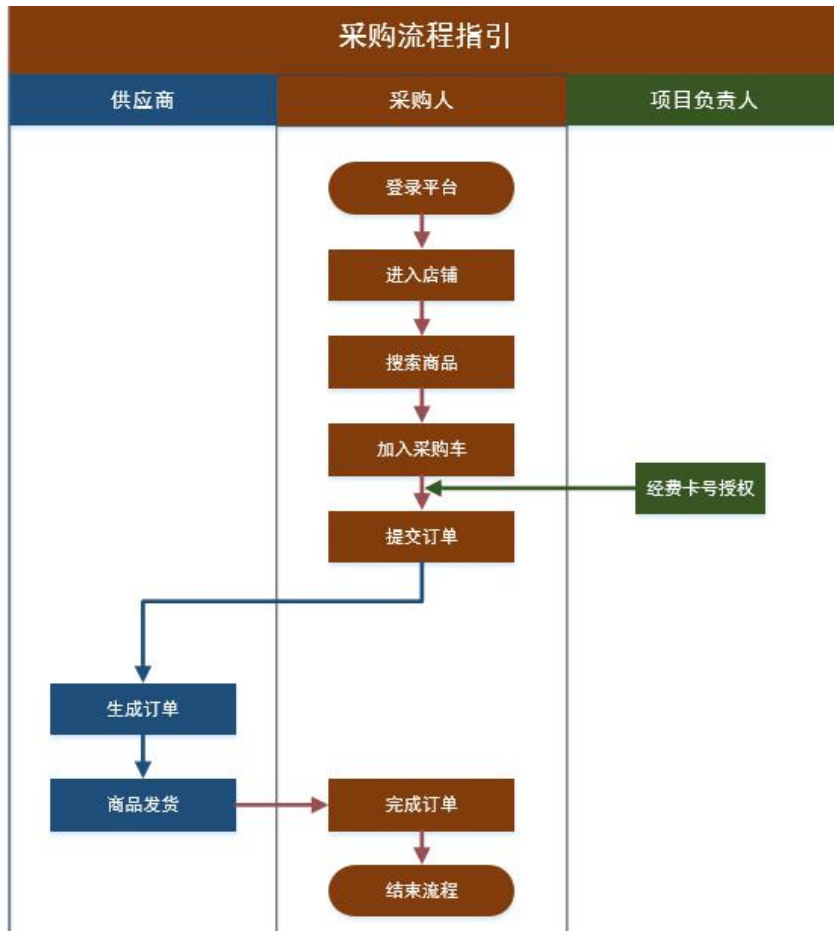 采购流程指引
供应商
采购人
项目负责人
登录平台
进入店铺
搜索商品
加入采购车
经费卡号授权
提交订单
生成订单
商品发货
完成订单
结束流程